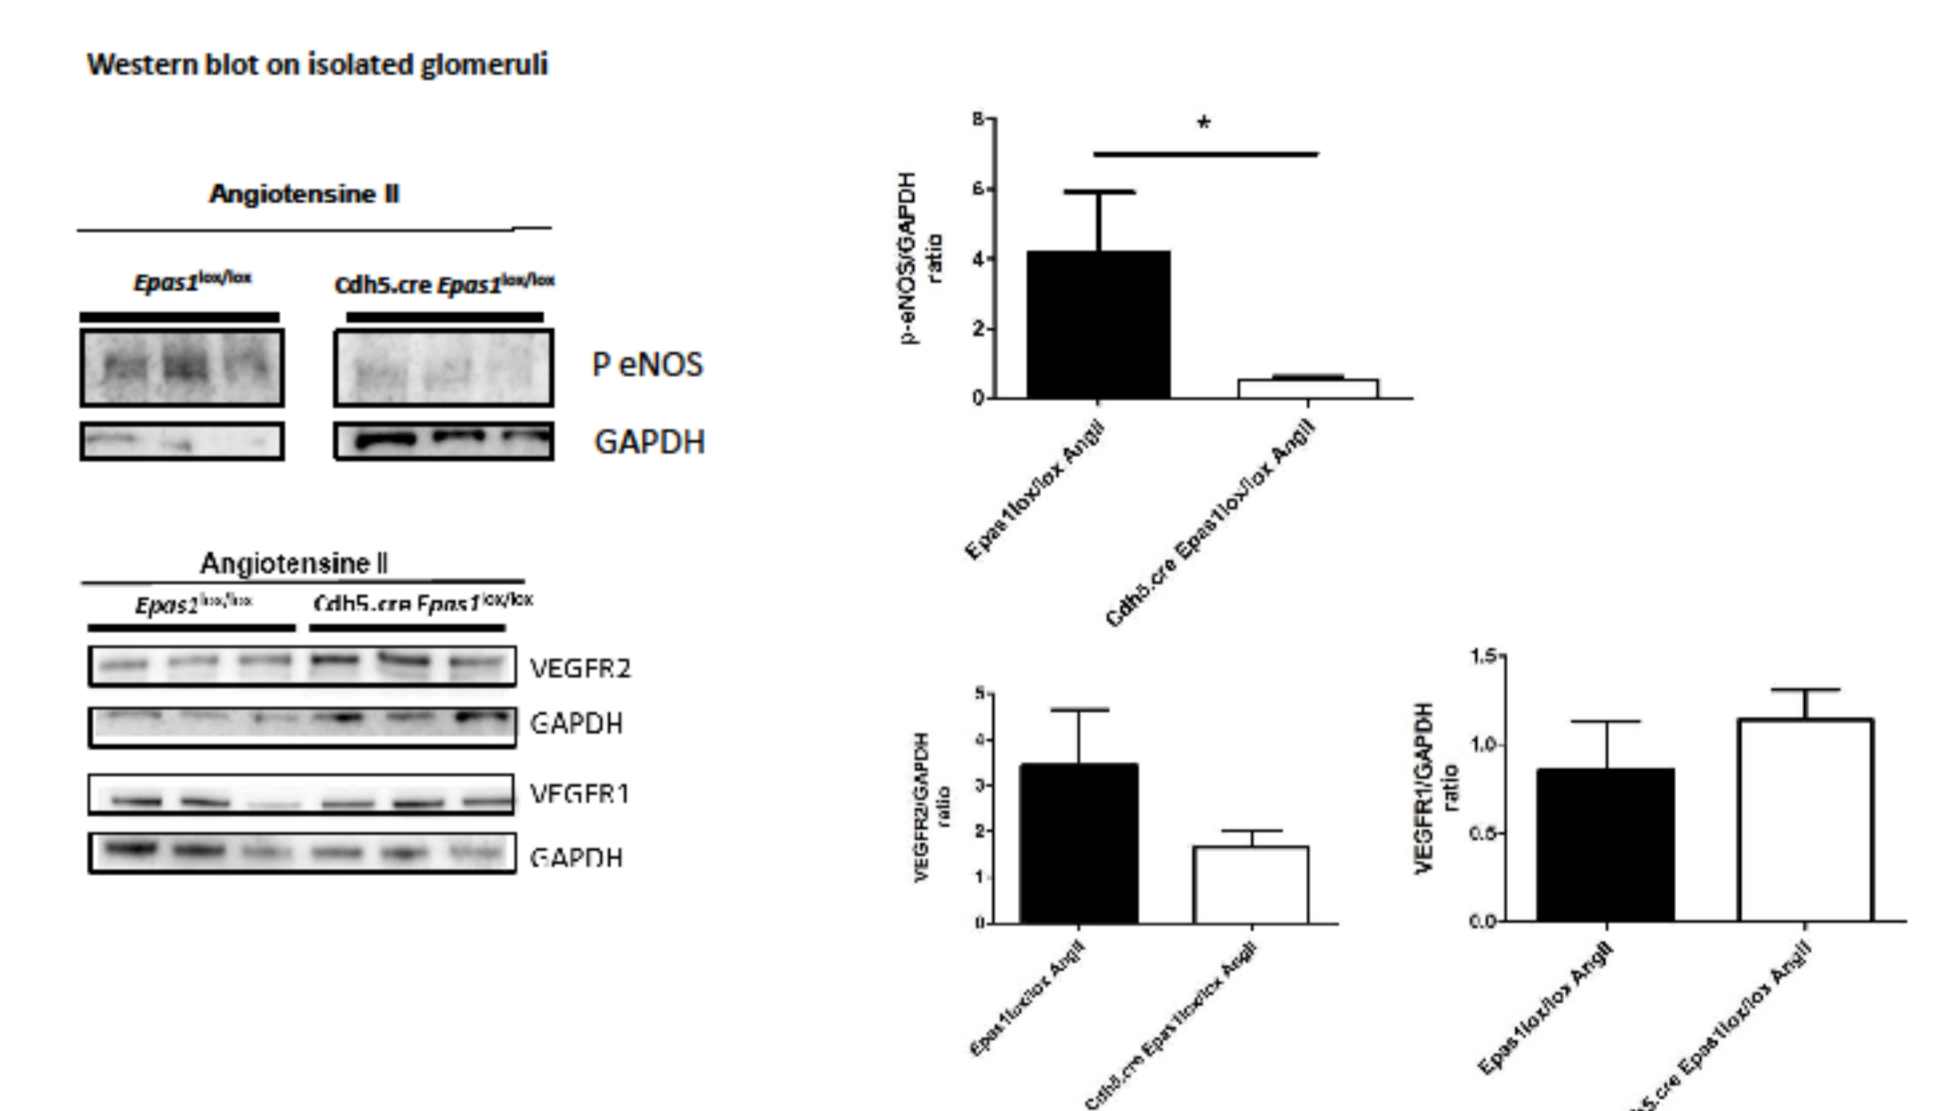 Western blot on isolated glomeruli
Angiotensine II
Epas1lox/lox
Cdh5.cre Epas1lox/lox
P eNOS
GAPDH
Angiotensine II
Epas1lox/lox
Cdh5.cre Epas1lox/lox
VEGFR2
GAPDH
VEGFR1
GAPDH
*
p-eNOS/GAPDH
ratio
8
6
4
2
0
Epas1lox/lox AngII
Cdh5.cre Epas1lox/lox AngII
VEGFR2/GAPDH
ratio
5
4
3
2
1
0
Epas1lox/lox AngII
Cdh5.cre Epas1lox/lox AngII
VEGFR1/GAPDH
ratio
1.5
1.0
0.5
0.0
Epas1lox/lox AngII
5.cre Epas1lox/lox AngII